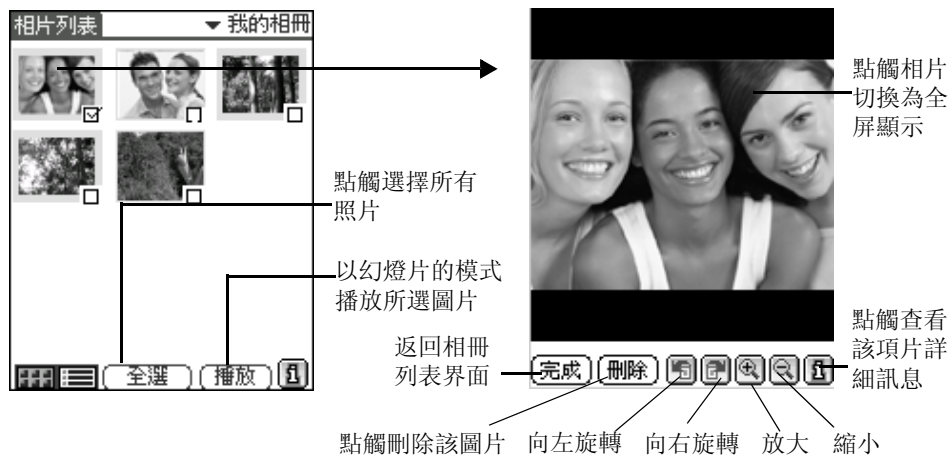 相片列表
我的相冊
點觸相片
切換為全
屏顯示
點觸選擇所有
照片
以幻燈片的模式
播放所選圖片
返回相冊
列表界面
點觸查看
該項片詳
細訊息
全選
播放
完成
刪除
點觸刪除該圖片
向左旋轉
向右旋轉
放大
縮小